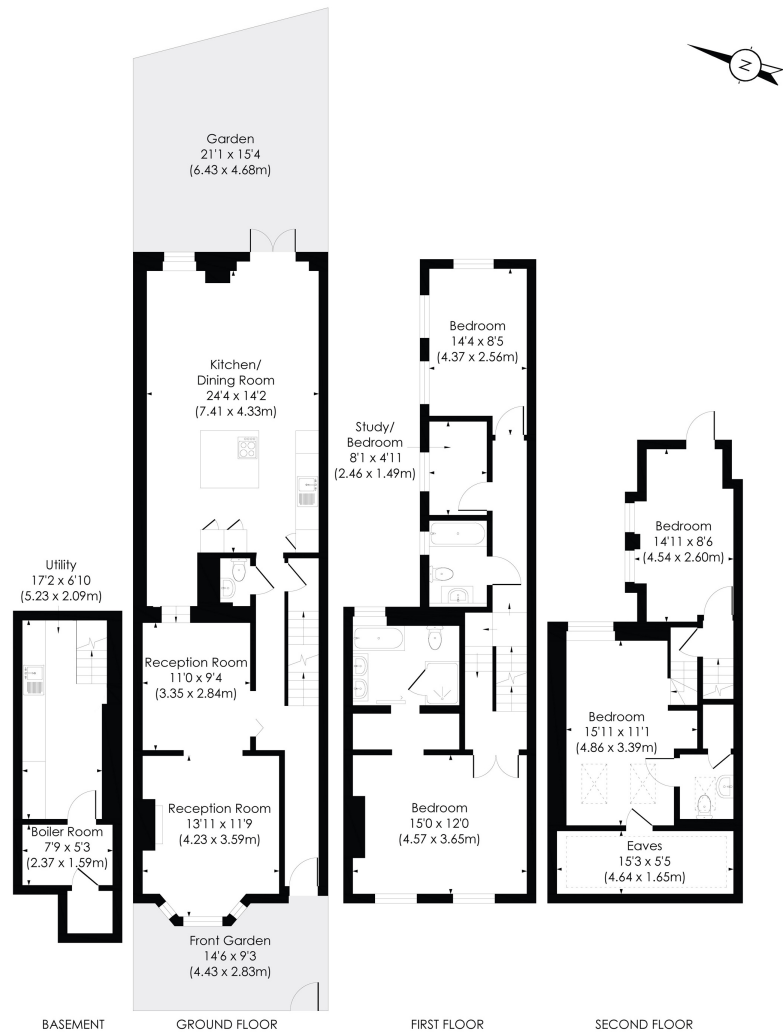 N
Garden
21'1 x 15'4
(6.43 x 4.68m)
Kitchen/
Dining Room
24'4 x 14'2
(7.41 x 4.33m)
Bedroom
14'4 x 8'5
(4.37 x 2.56m)
Study/
Bedroom
8'1 x 4'11
(2.46 x 1.49m)
Bedroom
14'11 x 8'6
(4.54 x 2.60m)
Utility
17'2 x 6'10
(5.23 x 2.09m)
Reception Room
11'0 x 9'4
(3.35 x 2.84m)
Bedroom
15'11 x 11'1
(4.86 x 3.39m)
Reception Room
13'11 x 11'9
(4.23 x 3.59m)
Bedroom
15'0 x 12'0
(4.57 x 3.65m)
Boiler Room
7'9 x 5'3
(2.37 x 1.59m)
Eaves
15'3 x 5'5
(4.64 x 1.65m)
Front Garden
14'6 x 9'3
(4.43 x 2.83m)
BASEMENT
GROUND FLOOR
FIRST FLOOR
SECOND FLOOR